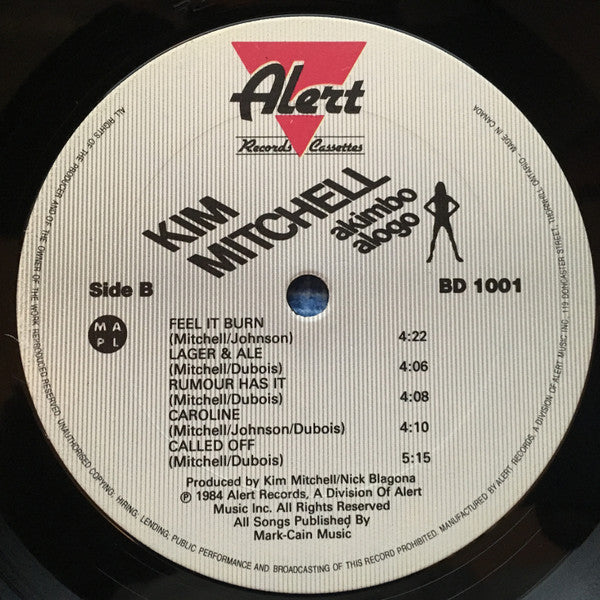 Alert
Records Cassettes
KIM
MITCHELL
akimbo
alogo
Side B
BD 1001
M A
P L
FEEL IT BURN
(Mitchell/Johnson) 4:22
LAGER & ALE
(Mitchell/Dubois) 4:06
RUMOUR HAS IT
(Mitchell/Dubois) 4:08
CAROLINE
(Mitchell/Johnson/Dubois) 4:10
CALLED OFF
(Mitchell/Dubois) 5:15
Produced by Kim Mitchell/Nick Blagona
℗ 1984 Alert Records, A Division Of Alert
Music Inc. All Rights Reserved
All Songs Published By
Mark-Cain Music
ALL RIGHTS OF THE PRODUCER AND OF THE OWNER OF THE WORK REPRODUCED RESERVED. UNAUTHORISED COPYING, HIRING, LENDING, PUBLIC PERFORMANCE AND BROADCASTING OF THIS RECORD PROHIBITED. MANUFACTURED BY ALERT RECORDS, A DIVISION OF ALERT MUSIC INC., 119 DONCASTER STREET, THORNHILL ONTARIO · MADE IN CANADA